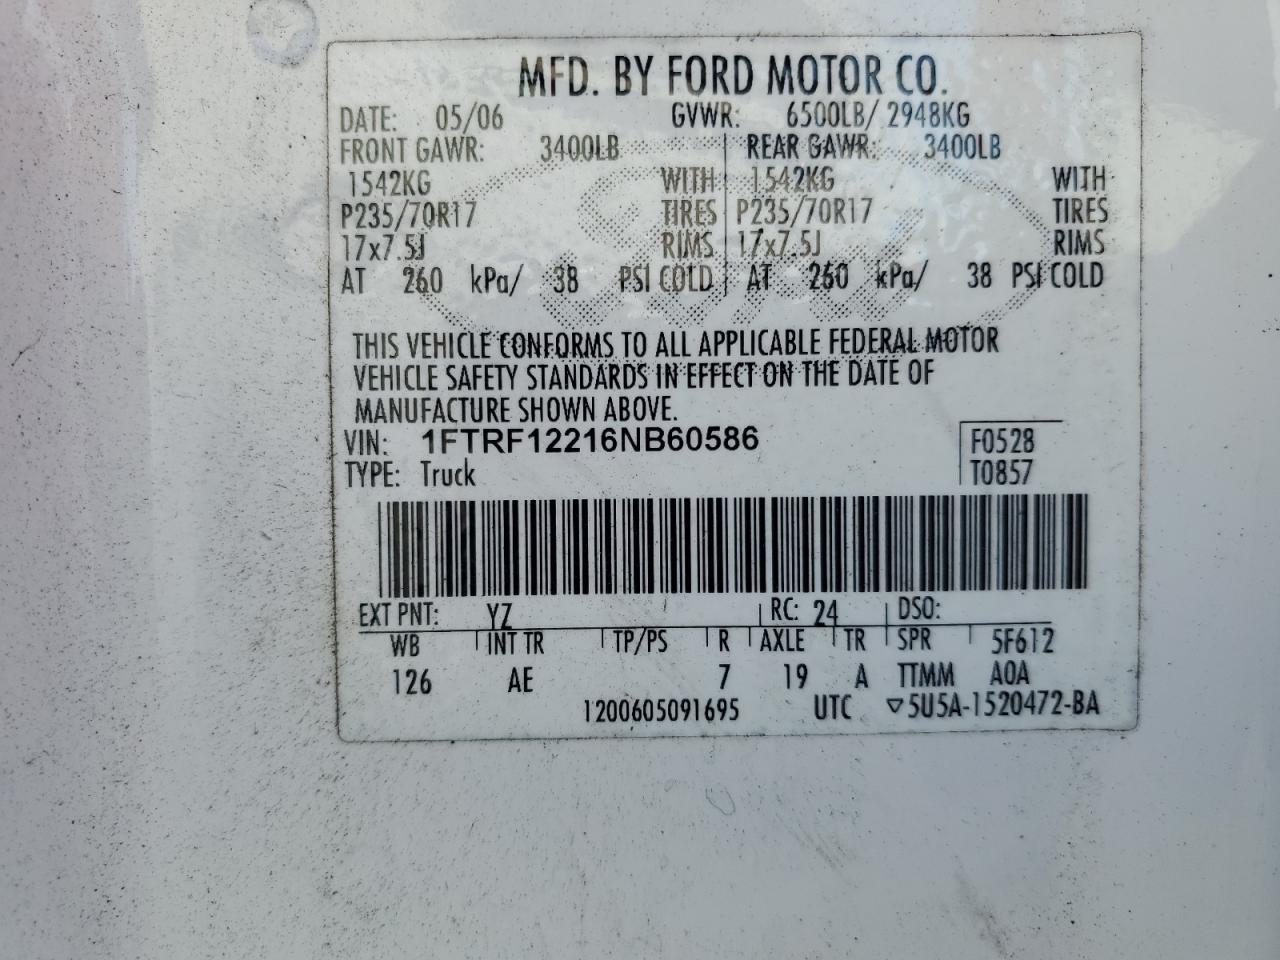 MFD. BY FORD MOTOR CO.
DATE: 05/06 GVWR: 6500LB/ 2948KG
FRONT GAWR: 3400LB REAR GAWR: 3400LB
1542KG WITH 1542KG WITH
P235/70R17 TIRES P235/70R17 TIRES
17x7.5J RIMS 17x7.5J RIMS
AT 260 kPa/ 38 PSI COLD AT 260 kPa/ 38 PSI COLD
THIS VEHICLE CONFORMS TO ALL APPLICABLE FEDERAL MOTOR
VEHICLE SAFETY STANDARDS IN EFFECT ON THE DATE OF
MANUFACTURE SHOWN ABOVE.
VIN: 1FTRF12216NB60586 F0528
TYPE: Truck T0857
EXT PNT: YZ RC: 24 DSO:
WB INT TR TP/PS R AXLE TR SPR 5F612
126 AE 7 19 A TTMM A0A
1200605091695 UTC ▽5U5A-1520472-BA